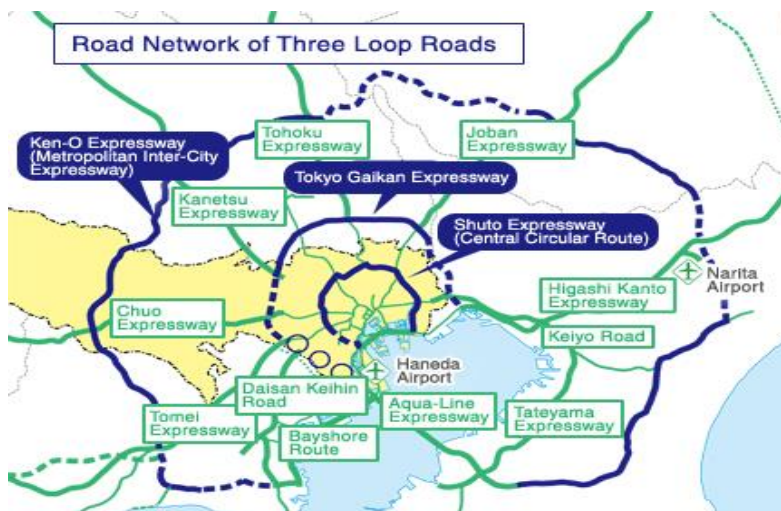 Road Network of Three Loop Roads
Ken-O Expressway
(Metropolitan Inter-City
Expressway)
Tohoku
Expressway
Joban
Expressway
Tokyo Gaikan Expressway
Kanetsu
Expressway
Shuto Expressway
(Central Circular Route)
Narita
Airport
Higashi Kanto
Expressway
Chuo
Expressway
Keiyo Road
Haneda
Airport
Daisan Keihin
Road
Aqua-Line
Expressway
Tateyama
Expressway
Tomei
Expressway
Bayshore
Route